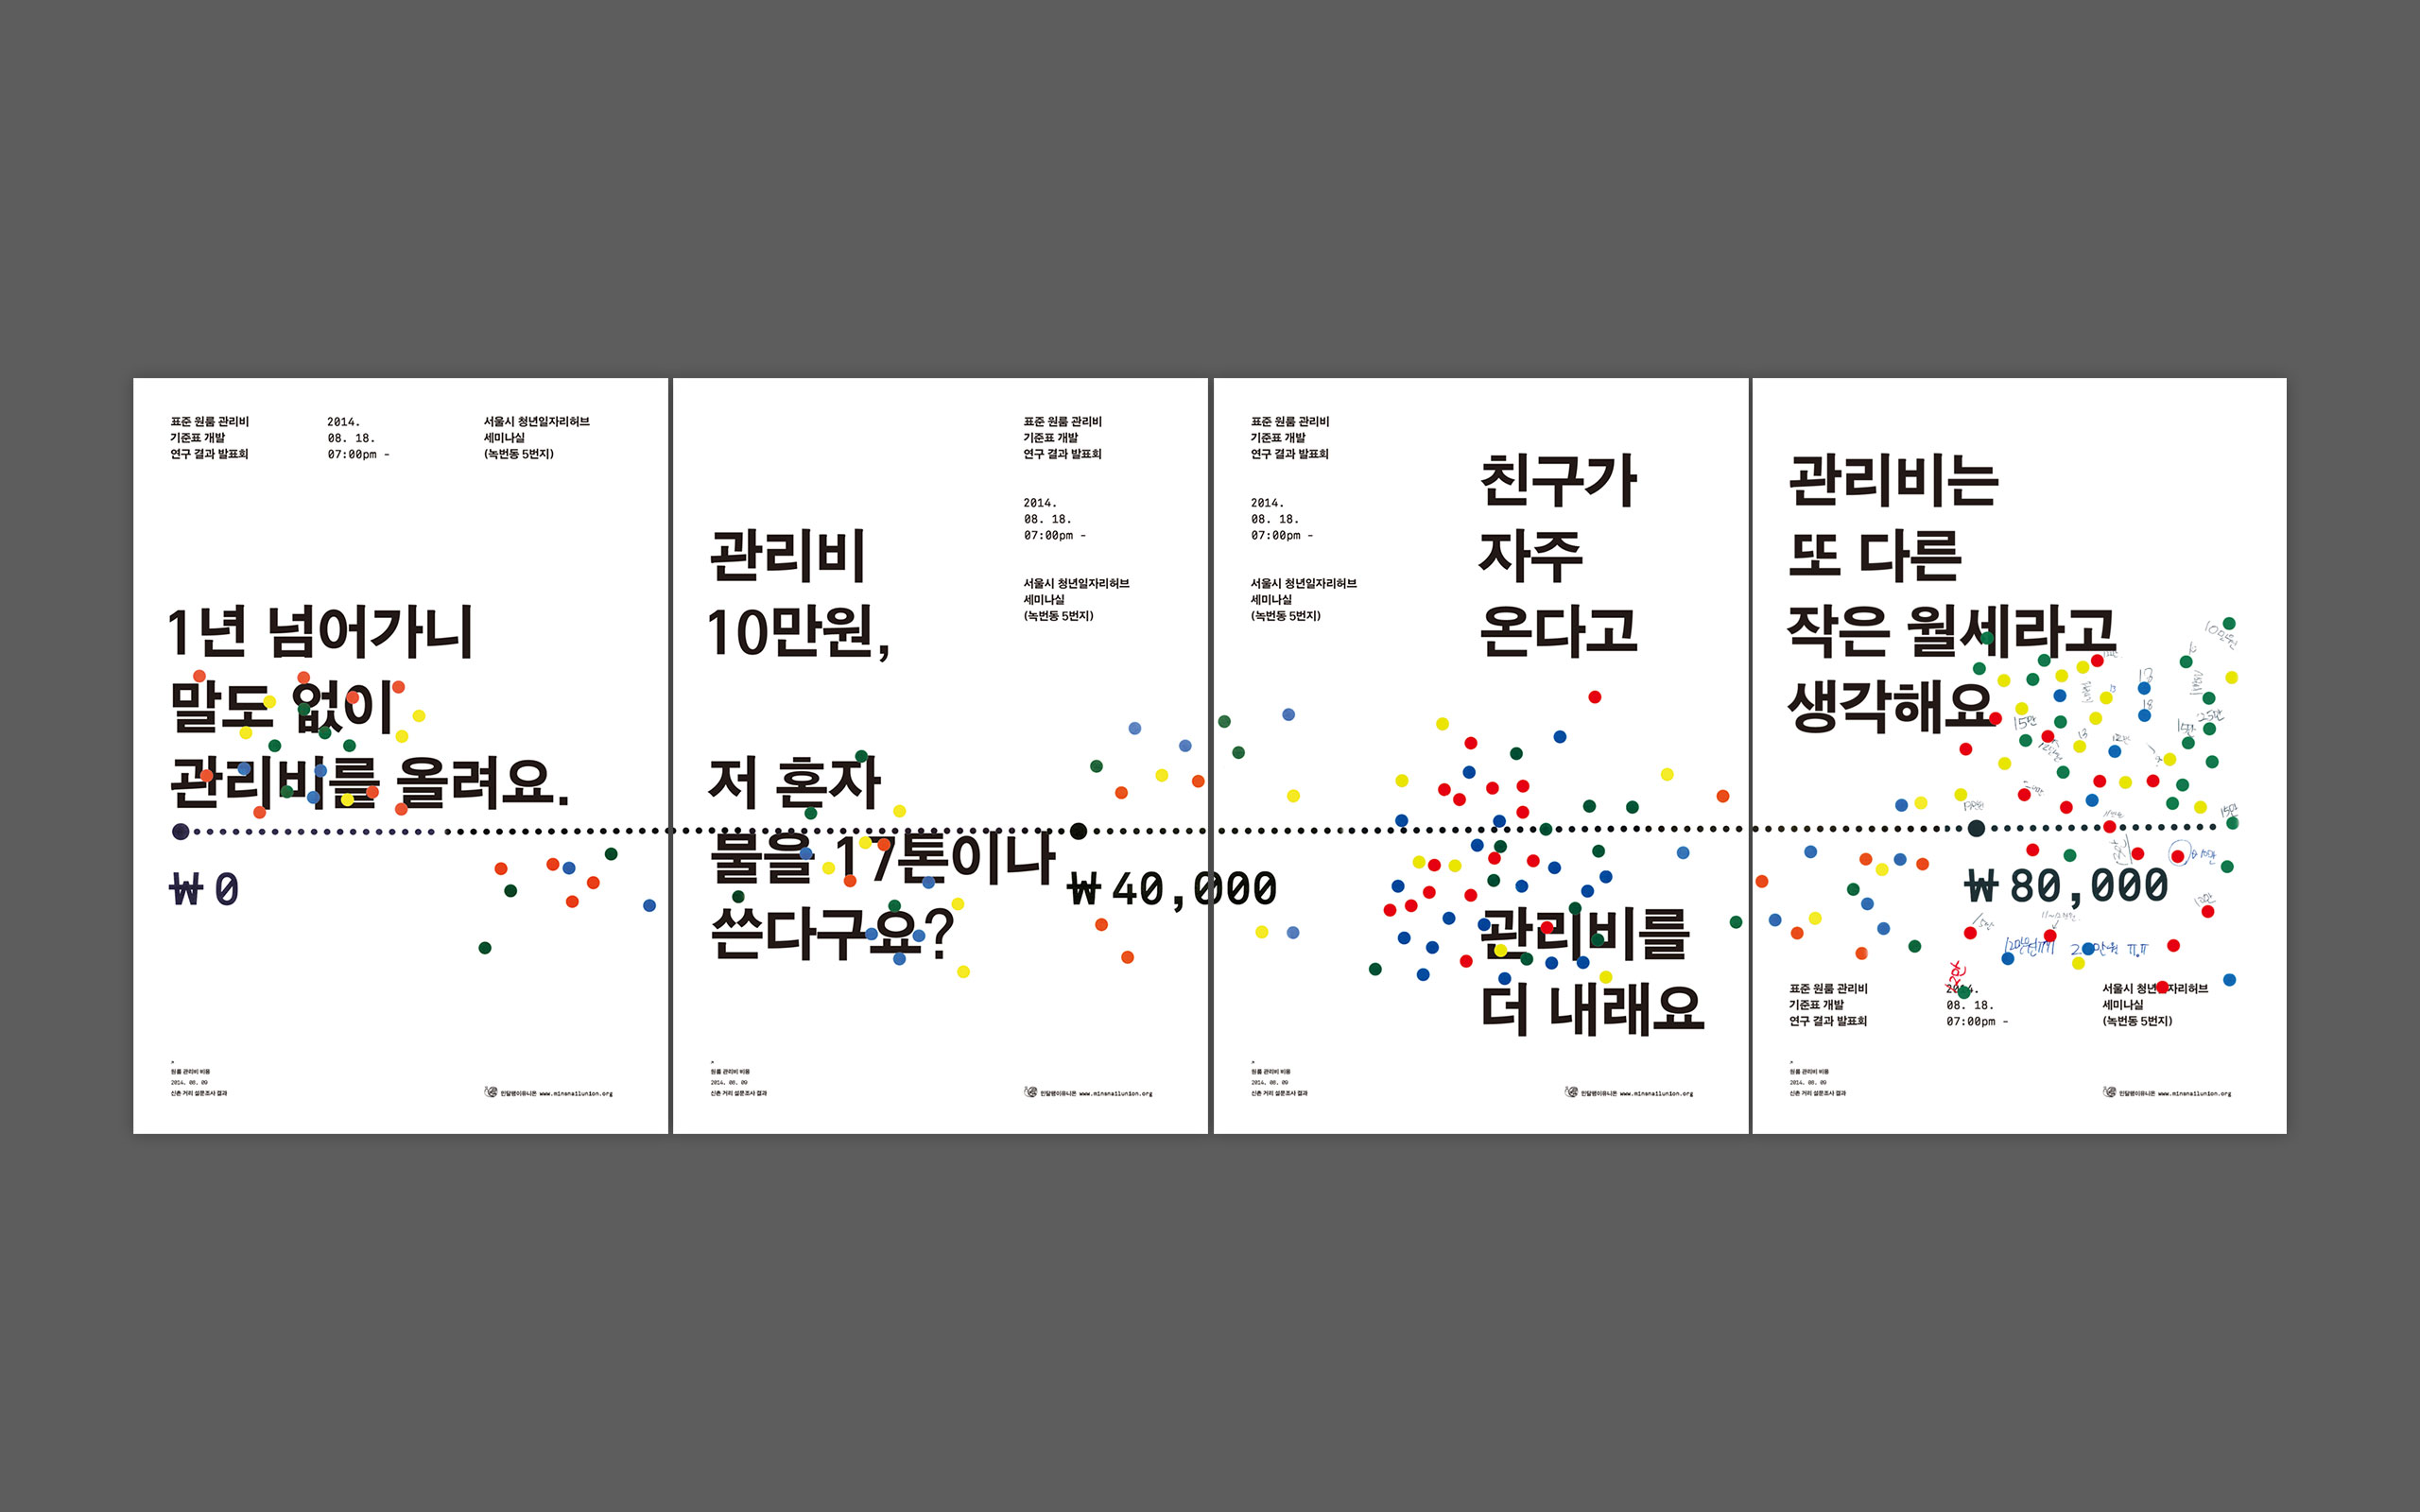 표준 원룸 관리비
기준표 개발
연구 결과 발표회
2014.
08. 18.
07:00pm –
서울시 청년일자리허브
세미나실
(녹번동 5번지)
1년 넘어가니
말도 없이
관리비를 올려요.
₩0
>
원룸 관리비 비용
2014. 08. 09
신촌 거리 설문조사 결과
민달팽이유니온 www.minsnailunion.org
표준 원룸 관리비
기준표 개발
연구 결과 발표회
2014.
08. 18.
07:00pm –
서울시 청년일자리허브
세미나실
(녹번동 5번지)
관리비
10만원,
저 혼자
물을 17톤이나
쓴다구요?
₩40,000
>
원룸 관리비 비용
2014. 08. 09
신촌 거리 설문조사 결과
민달팽이유니온 www.minsnailunion.org
표준 원룸 관리비
기준표 개발
연구 결과 발표회
2014.
08. 18.
07:00pm –
서울시 청년일자리허브
세미나실
(녹번동 5번지)
친구가
자주
온다고
관리비를
더 내래요
>
원룸 관리비 비용
2014. 08. 09
신촌 거리 설문조사 결과
민달팽이유니온 www.minsnailunion.org
관리비는
또 다른
작은 월세라고
생각해요
15만
18
25만
15만
₩80,000
표준 원룸 관리비
기준표 개발
연구 결과 발표회
2014.
08. 18.
07:00pm –
서울시 청년일자리허브
세미나실
(녹번동 5번지)
>
원룸 관리비 비용
2014. 08. 09
신촌 거리 설문조사 결과
민달팽이유니온 www.minsnailunion.org